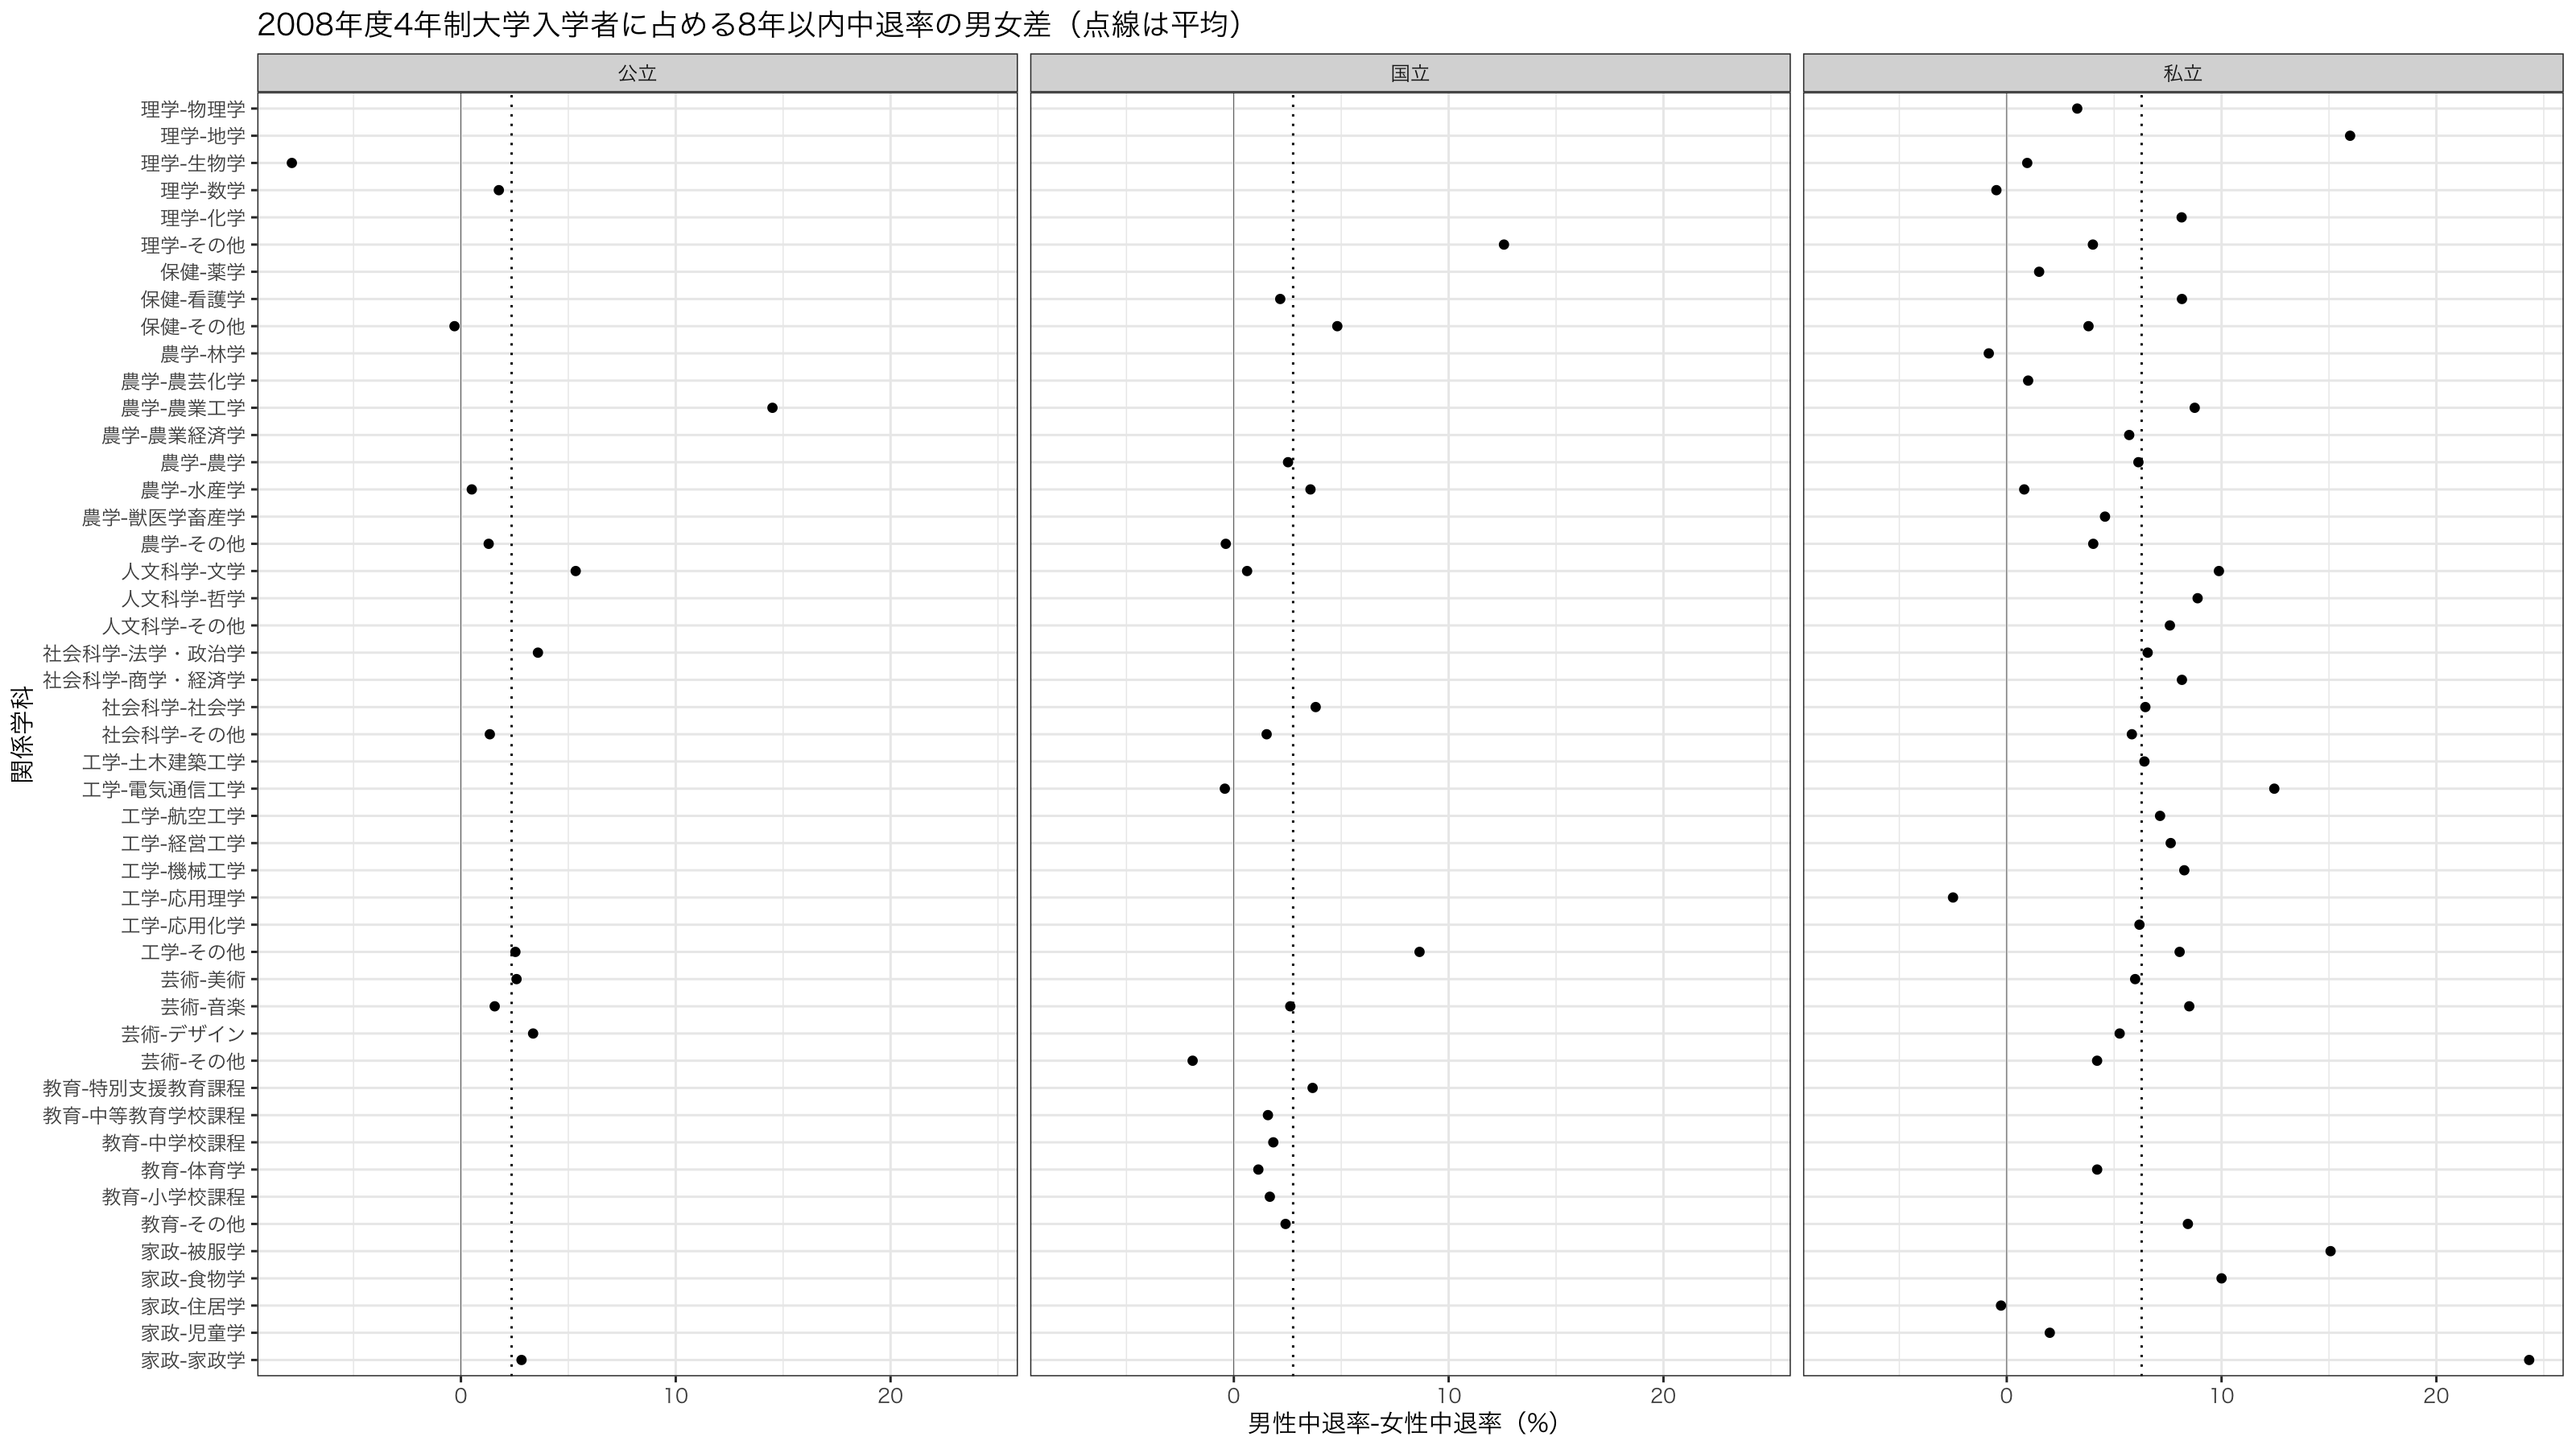 2008年度4年制大学入学者に占める8年以内中退率の男女差（点線は平均）
公立
国立
私立
理学-物理学
理学-地学
理学-生物学
理学-数学
理学-化学
理学-その他
保健-薬学
保健-看護学
保健-その他
農学-林学
農学-農芸化学
農学-農業工学
農学-農業経済学
農学-農学
農学-水産学
農学-獣医学畜産学
農学-その他
人文科学-文学
人文科学-哲学
人文科学-その他
社会科学-法学・政治学
社会科学-商学・経済学
社会科学-社会学
社会科学-その他
工学-土木建築工学
工学-電気通信工学
工学-航空工学
工学-経営工学
工学-機械工学
工学-応用理学
工学-応用化学
工学-その他
芸術-美術
芸術-音楽
芸術-デザイン
芸術-その他
教育-特別支援教育課程
教育-中等教育学校課程
教育-中学校課程
教育-体育学
教育-小学校課程
教育-その他
家政-被服学
家政-食物学
家政-住居学
家政-児童学
家政-家政学
関係学科
0 10 20
0 10 20
0 10 20
男性中退率-女性中退率（%）